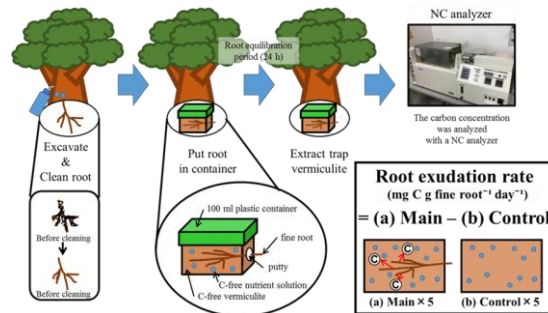 NC analyzer
Root equilibration
period (24 h)
The carbon concentration
was analyzed
with a NC analyzer
Excavate
&
Clean root
Put root
in container
Extract trap
vermiculite
Before cleaning
Before cleaning
100 ml plastic container
fine root
putty
C-free nutrient solution
C-free vermiculite
Root exudation rate
(mg C g fine root⁻¹ day⁻¹)
= (a) Main – (b) Control
C
C
C
(a) Main × 5
(b) Control × 5